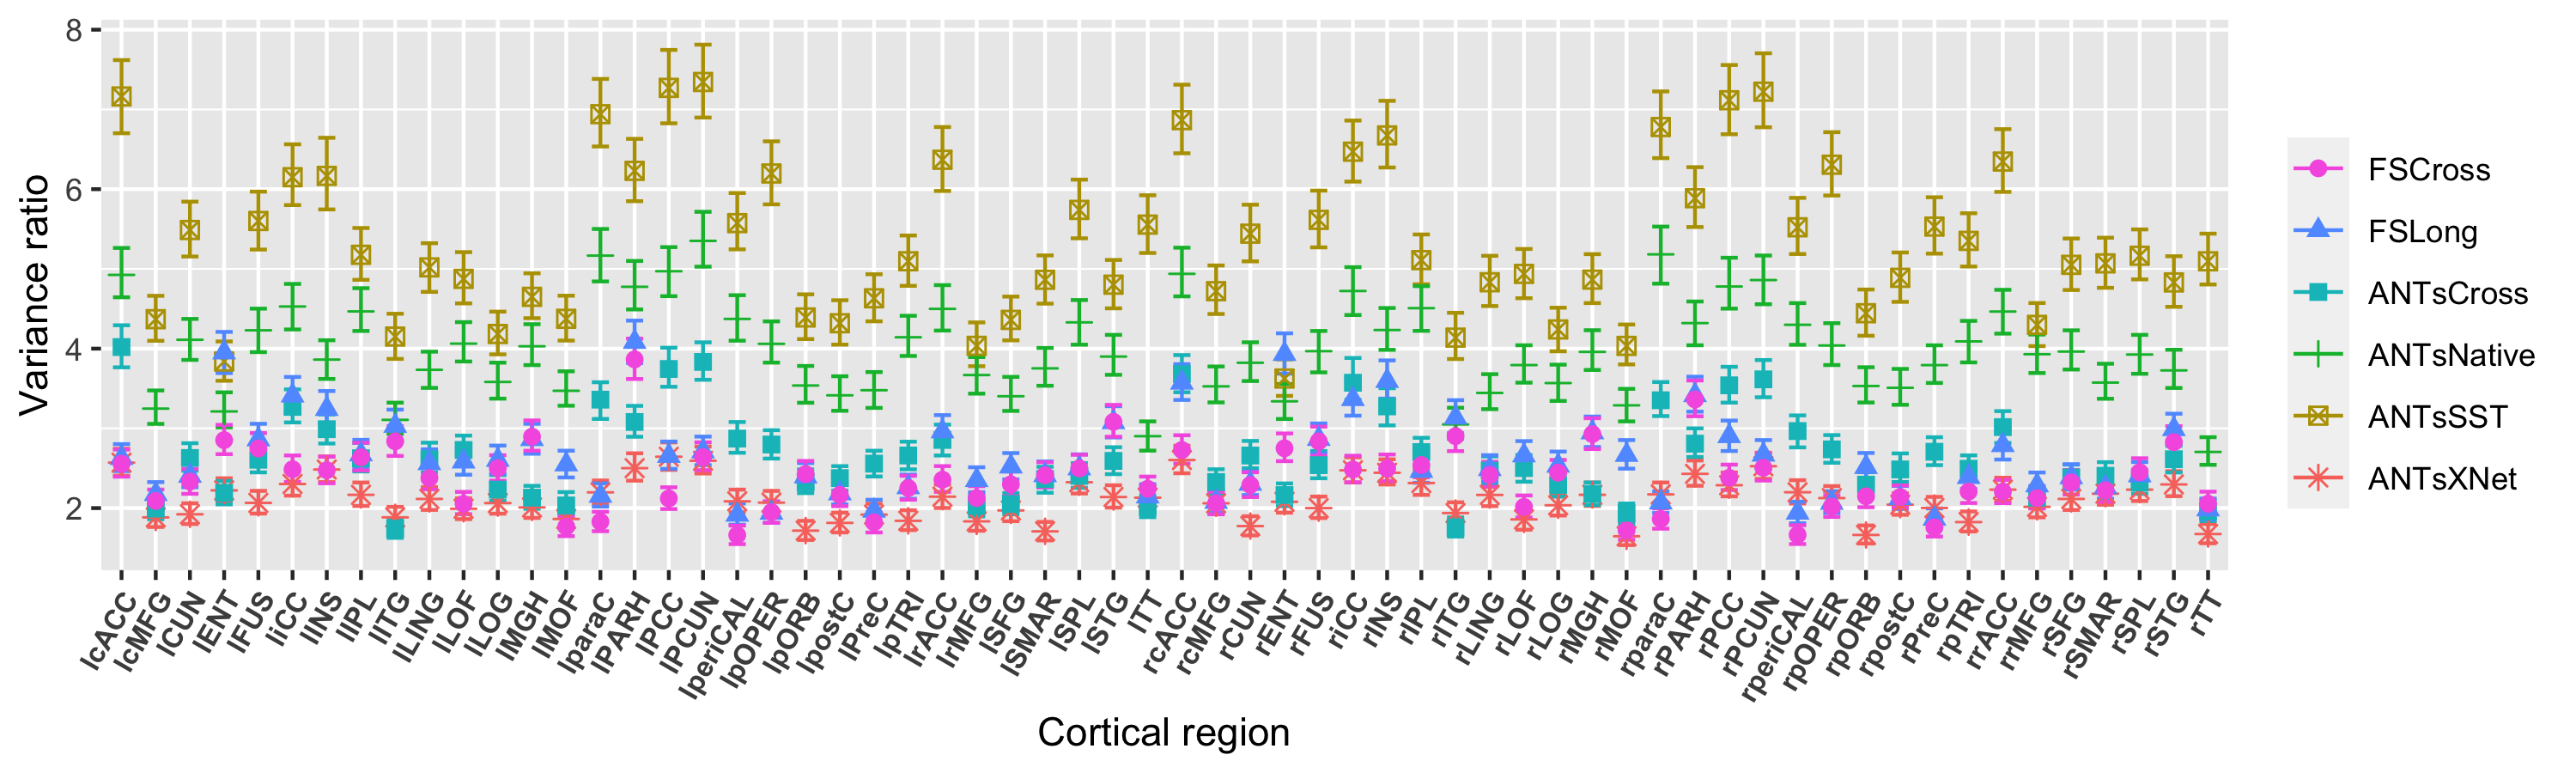 8
6
4
2
Variance ratio
lcACC
lcMFG
lCUN
lENT
lFUS
liCC
lINS
lIPL
lITG
lLING
lLOF
lLOG
lMGH
lMOF
lparaC
lPARH
lPCC
lPCUN
lperiCAL
lpOPER
lpORB
lpostC
lPreC
lpTRI
lrACC
lrMFG
lSFG
lSMAR
lSPL
lSTG
lTT
rcACC
rcMFG
rCUN
rENT
rFUS
riCC
rINS
rIPL
rITG
rLING
rLOF
rLOG
rMGH
rMOF
rparaC
rPARH
rPCC
rPCUN
rperiCAL
rpOPER
rpORB
rpostC
rPreC
rpTRI
rrACC
rrMFG
rSFG
rSMAR
rSPL
rSTG
rTT
Cortical region
FSCross
FSLong
ANTsCross
ANTsNative
ANTsSST
ANTsXNet